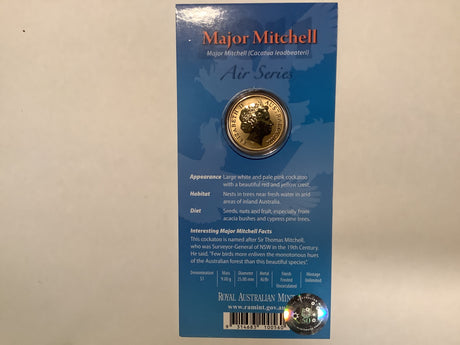 Major Mitchell
Major Mitchell (Cacatua leadbeateri)
Air Series
ELIZABETH II AUSTRALIA
Appearance Large white and pale pink cockatoo
with a beautiful red and yellow crest.
Habitat Nests in trees near fresh water in arid
areas of inland Australia.
Diet Seeds, nuts and fruit, especially from
acacia bushes and cypress pine trees.
Interesting Major Mitchell Facts
This cockatoo is named after Sir Thomas Mitchell,
who was Surveyor-General of NSW in the 19th Century.
He said, "Few birds more enliven the monotonous hues
of the Australian forest than this beautiful species".
Denomination Mass Diameter Metal Finish Mintage
$1 9.00 g 25.00 mm Al/Br Frosted Unlimited
Uncirculated
Royal Australian Mint
www.ramint.gov.au